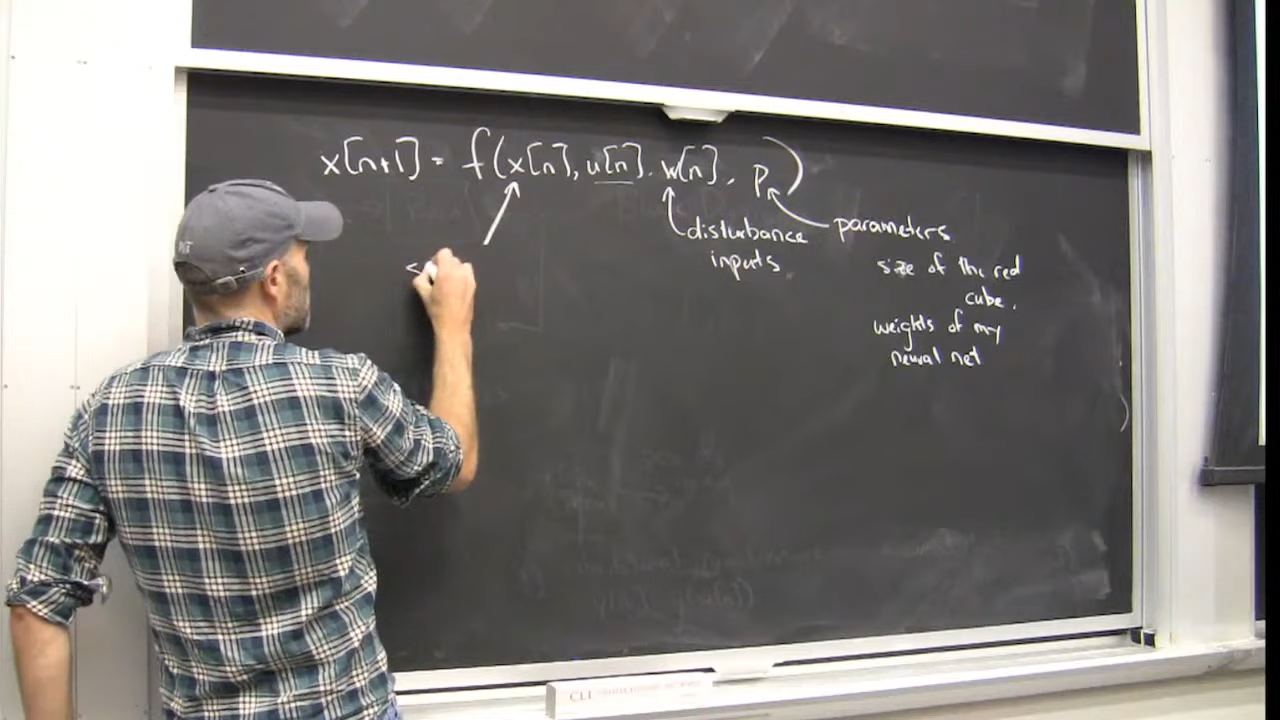 x[n+1] = f(x[n], u[n], w[n], p)
disturbance
inputs
parameters
size of the red
cube.
weights of my
neural net
s
CLI